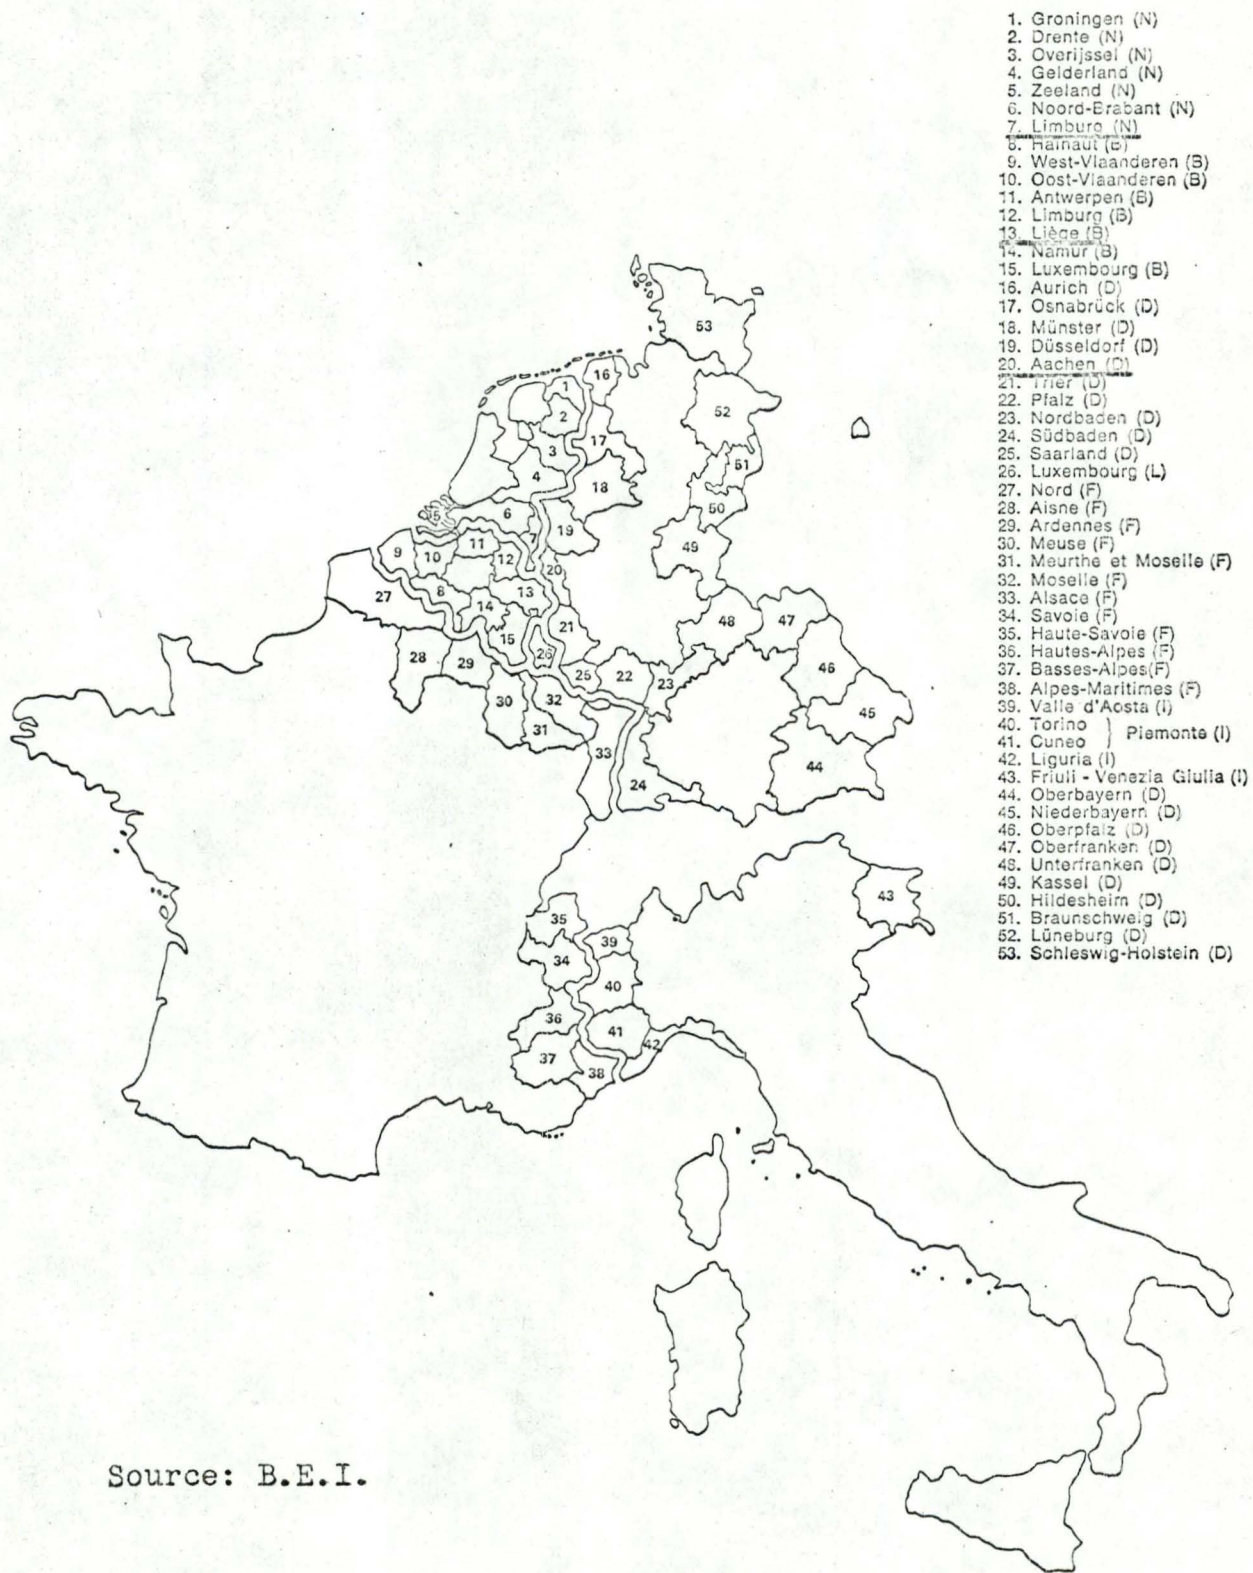 1. Groningen (N)
2. Drente (N)
3. Overijssel (N)
4. Gelderland (N)
5. Zeeland (N)
6. Noord-Brabant (N)
7. Limburg (N)
8. Hainaut (B)
9. West-Vlaanderen (B)
10. Oost-Vlaanderen (B)
11. Antwerpen (B)
12. Limburg (B)
13. Liège (B)
14. Namur (B)
15. Luxembourg (B)
16. Aurich (D)
17. Osnabrück (D)
18. Münster (D)
19. Düsseldorf (D)
20. Aachen (D)
21. Trier (D)
22. Pfalz (D)
23. Nordbaden (D)
24. Südbaden (D)
25. Saarland (D)
26. Luxembourg (L)
27. Nord (F)
28. Aisne (F)
29. Ardennes (F)
30. Meuse (F)
31. Meurthe et Moselle (F)
32. Moselle (F)
33. Alsace (F)
34. Savoie (F)
35. Haute-Savoie (F)
36. Hautes-Alpes (F)
37. Basses-Alpes(F)
38. Alpes-Maritimes (F)
39. Valle d'Aosta (I)
40. Torino
41. Cuneo } Piemonte (I)
42. Liguria (I)
43. Friuli - Venezia Giulia (I)
44. Oberbayern (D)
45. Niederbayern (D)
46. Oberpfalz (D)
47. Oberfranken (D)
48. Unterfranken (D)
49. Kassel (D)
50. Hildesheim (D)
51. Braunschweig (D)
52. Lüneburg (D)
53. Schleswig-Holstein (D)
53
16
1
2
52
3
17
51
4
18
50
5
6
19
7
49
9
10
11
12
20
8
13
27
14
48
47
15
21
26
28
29
25
22
23
46
30
32
45
31
33
44
24
35
43
39
34
40
36
41
42
37
38
Source: B.E.I.